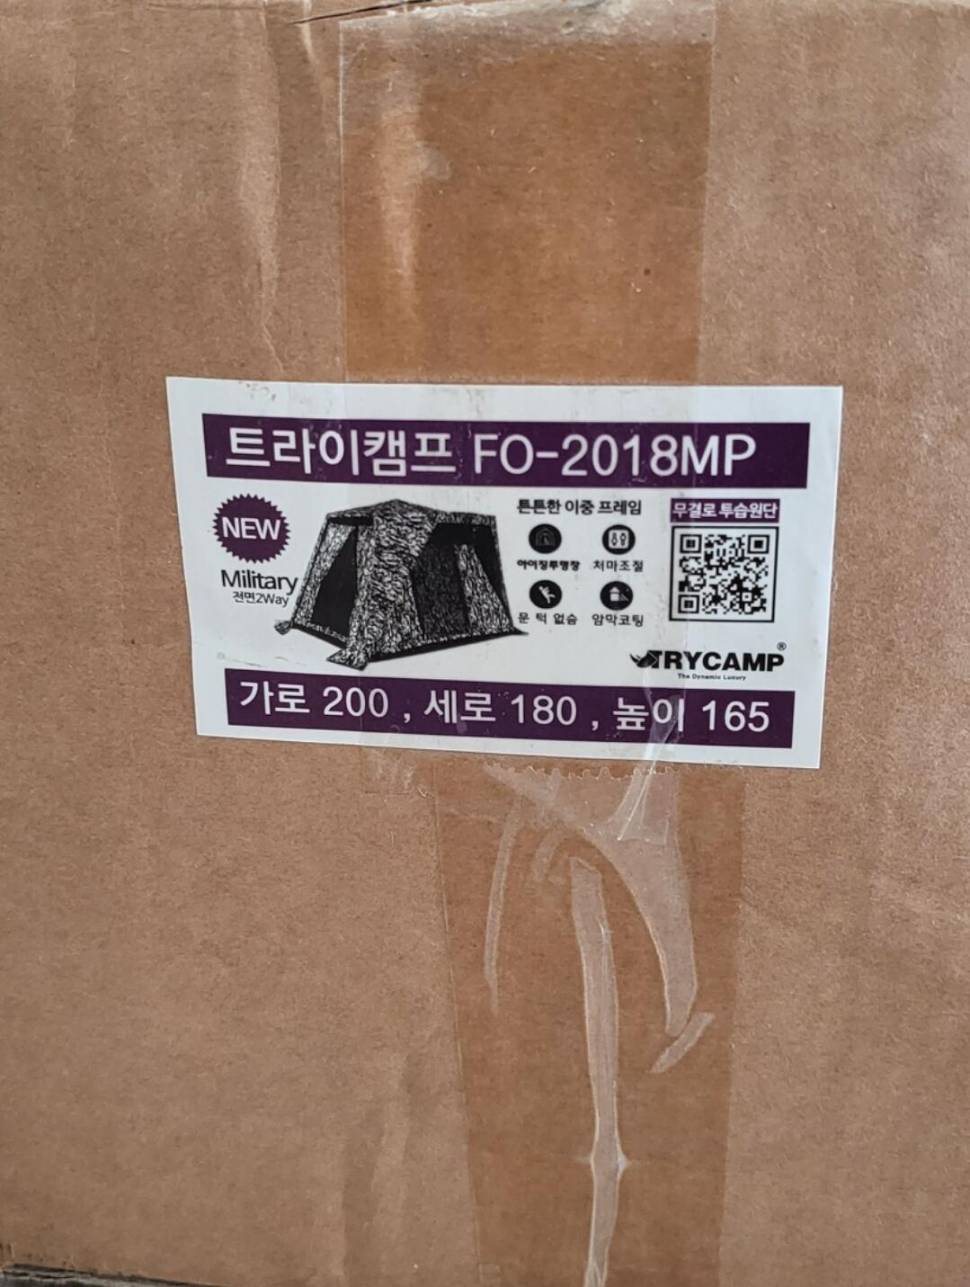 트라이캠프 FO-2018MP
NEW
Military
전면2Way
튼튼한 이중 프레임
처마조절
문 턱 없슴
암막코팅
무결로 투습원단
TRYCAMP®
The Dynamic Luxury
가로 200 , 세로 180 , 높이 165